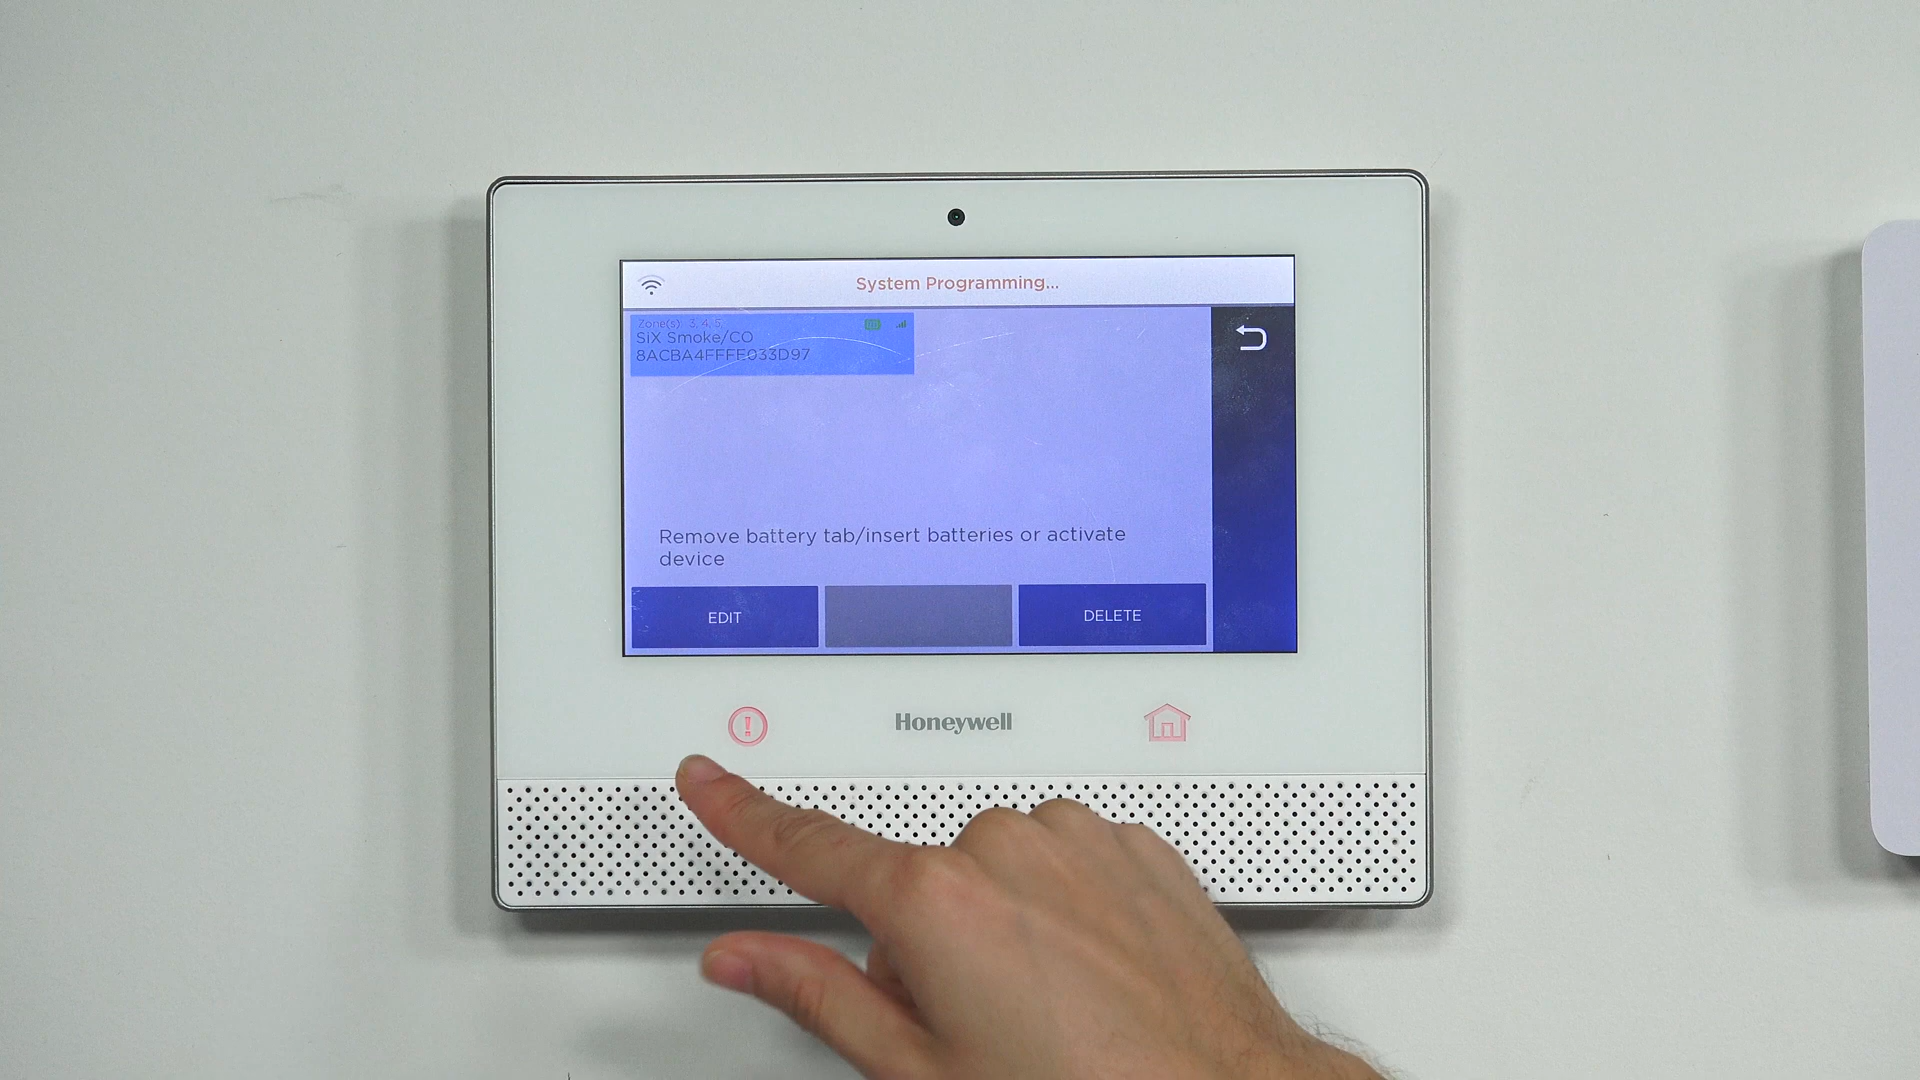 System Programming...
Zone(s): 3, 4, 5,
SiX Smoke/CO
8ACBA4FFFE033D97
Remove battery tab/insert batteries or activate
device
EDIT
DELETE
Honeywell